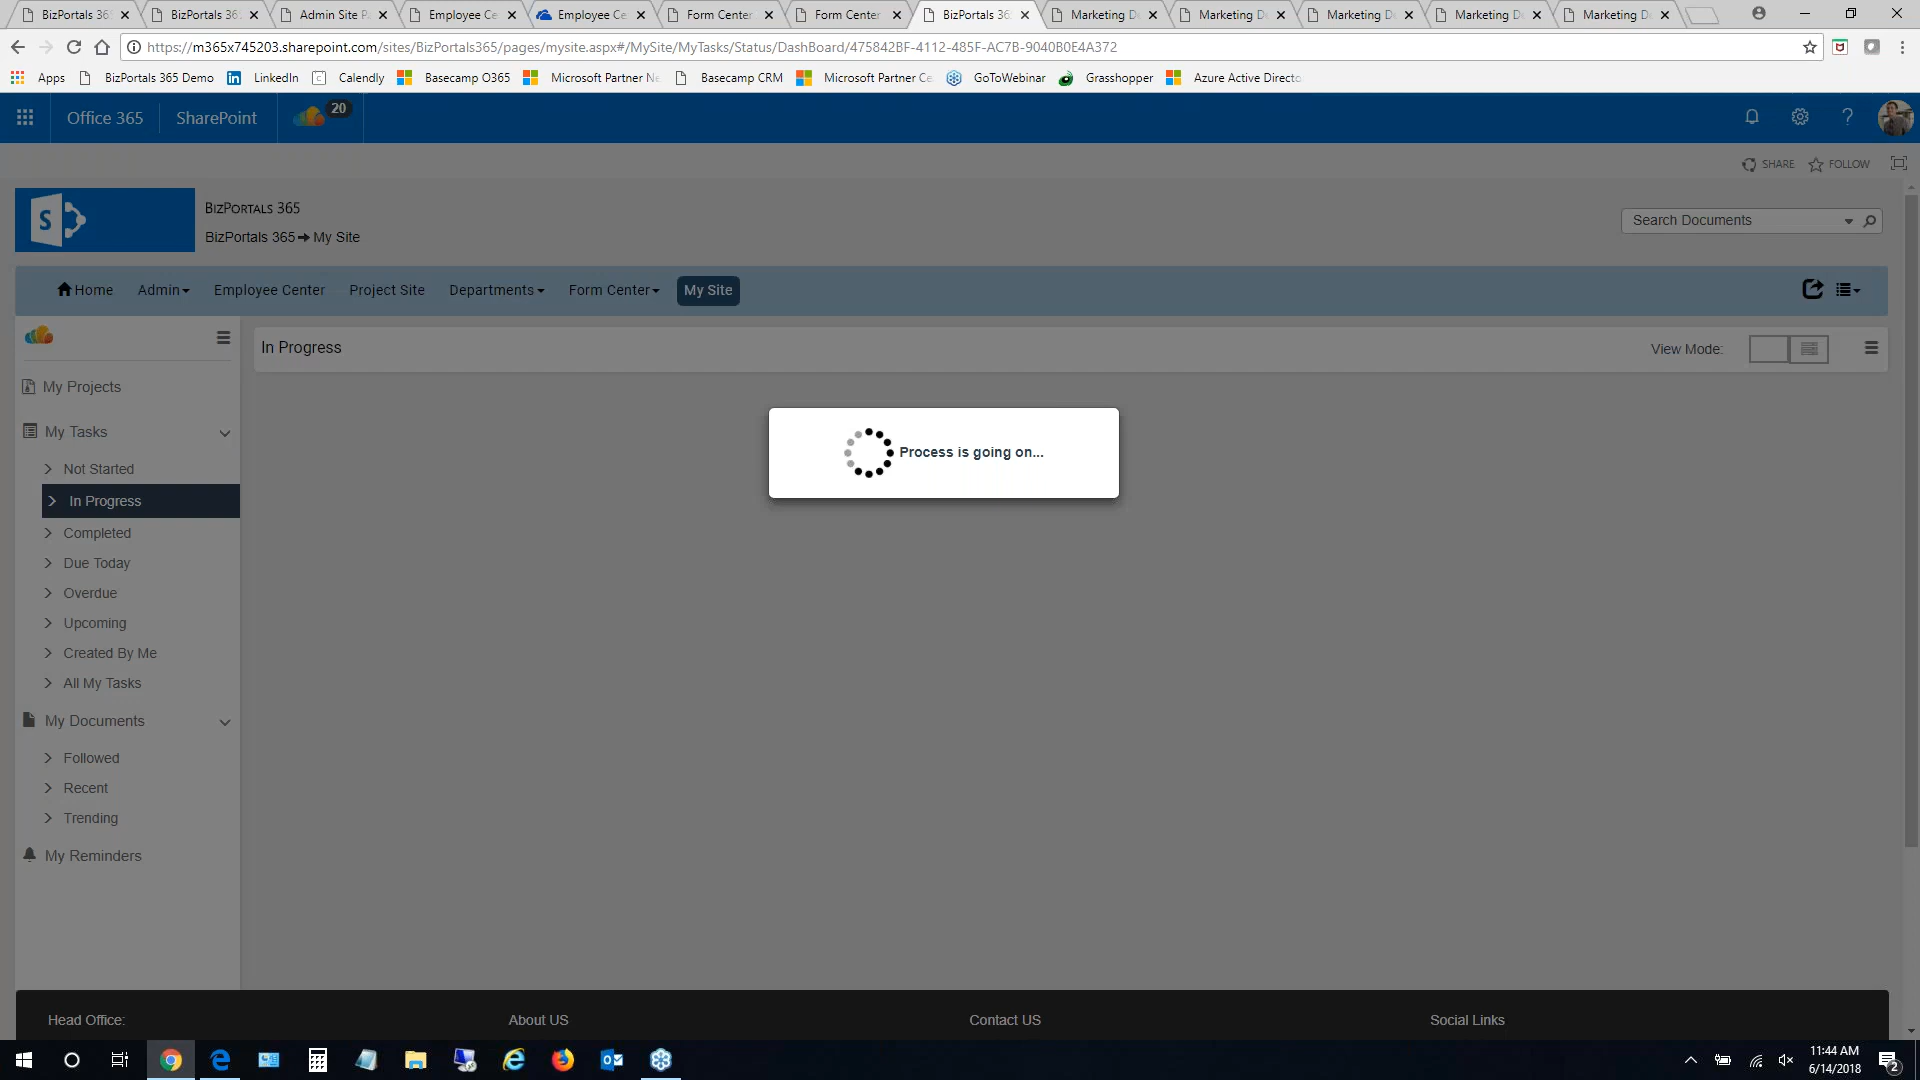 BizPortals 36
BizPortals 36
Admin Site P
Employee Ce
Employee Ce
Form Center
Form Center
BizPortals 36
Marketing D
Marketing D
Marketing D
Marketing D
Marketing D
https://m365x745203.sharepoint.com/sites/BizPortals365/pages/mysite.aspx#/MySite/MyTasks/Status/DashBoard/475842BF-4112-485F-AC7B-9040B0E4A372
Apps BizPortals 365 Demo LinkedIn Calendly Basecamp O365 Microsoft Partner Ne Basecamp CRM Microsoft Partner Ce GoToWebinar Grasshopper Azure Active Directo
Office 365 SharePoint 20
SHARE FOLLOW
BizPortals 365
BizPortals 365 My Site
Search Documents
Home Admin Employee Center Project Site Departments Form Center My Site
In Progress
View Mode:
My Projects
My Tasks
Not Started
In Progress
Completed
Due Today
Overdue
Upcoming
Created By Me
All My Tasks
My Documents
Followed
Recent
Trending
My Reminders
Process is going on...
Head Office: About US Contact US Social Links
11:44 AM
6/14/2018
2